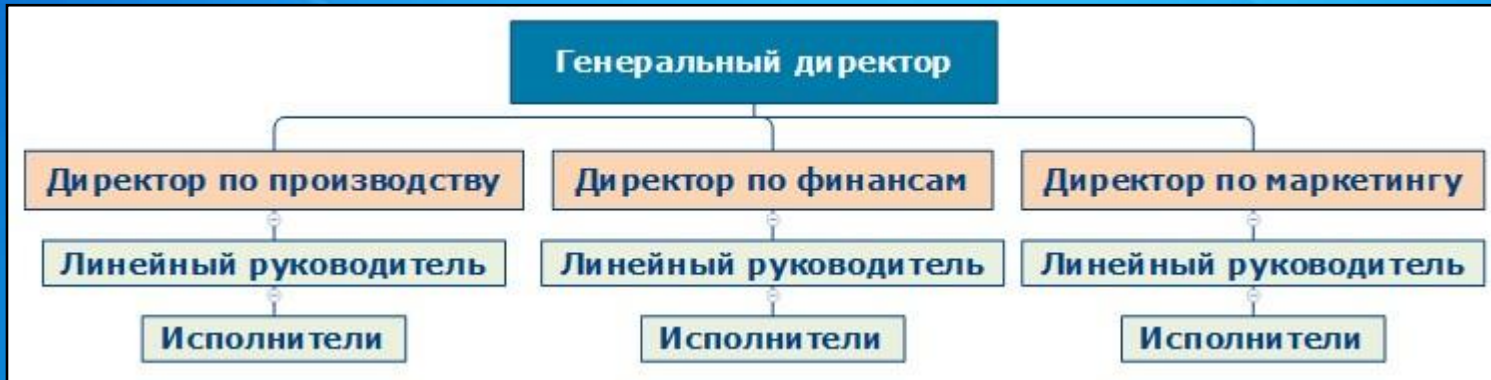 Генеральный директор
Директор по производству
Директор по финансам
Директор по маркетингу
Линейный руководитель
Линейный руководитель
Линейный руководитель
Исполнители
Исполнители
Исполнители